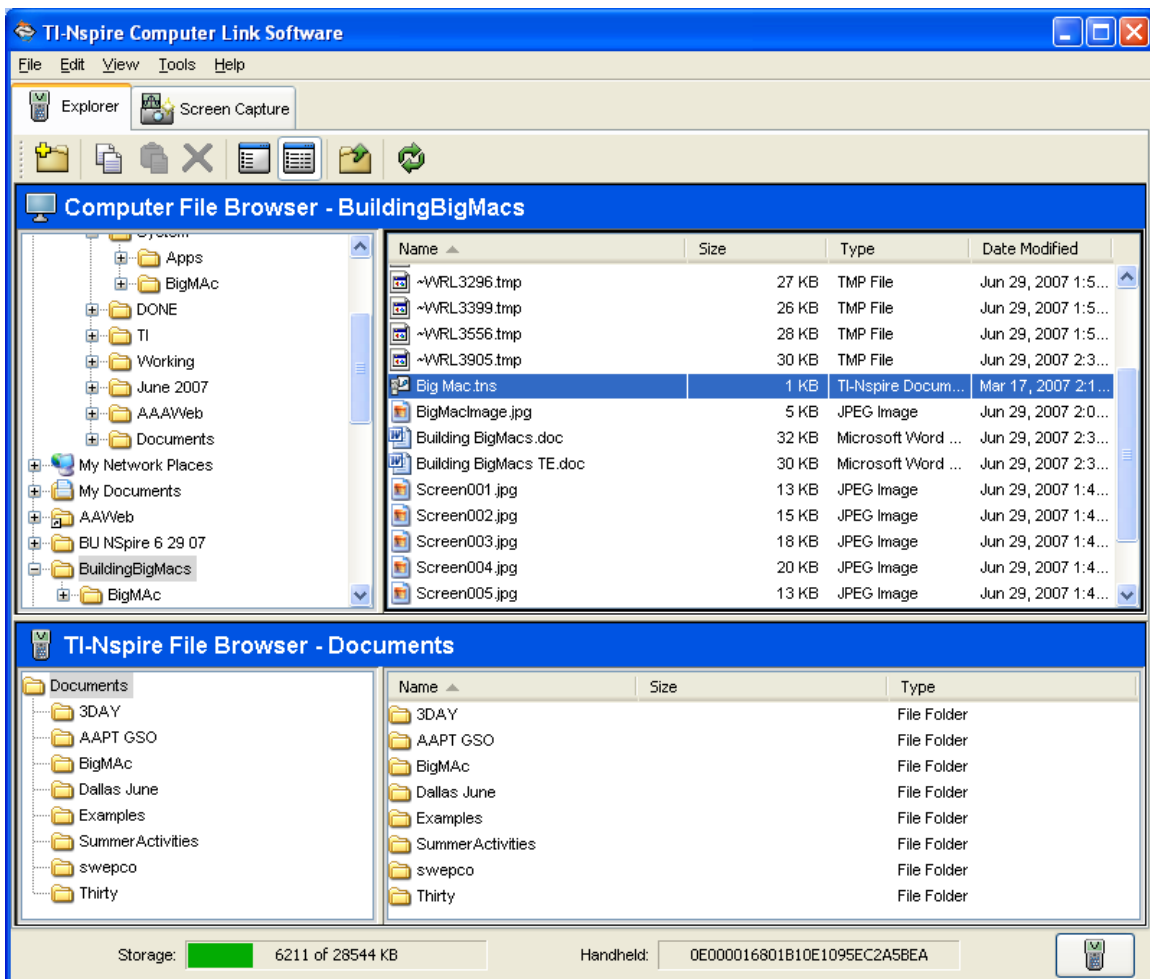 TI-Nspire Computer Link Software
File Edit View Tools Help
Explorer Screen Capture
Computer File Browser - BuildingBigMacs
System
Apps
BigMAc
DONE
TI
Working
June 2007
AAAWeb
Documents
My Network Places
My Documents
AAWeb
BU NSpire 6 29 07
BuildingBigMacs
BigMAc
Name Size Type Date Modified
~WRL3296.tmp 27 KB TMP File Jun 29, 2007 1:5...
~WRL3399.tmp 26 KB TMP File Jun 29, 2007 1:5...
~WRL3556.tmp 28 KB TMP File Jun 29, 2007 1:5...
~WRL3905.tmp 30 KB TMP File Jun 29, 2007 2:3...
Big Mac.tns 1 KB TI-Nspire Docum... Mar 17, 2007 2:1...
BigMacImage.jpg 5 KB JPEG Image Jun 29, 2007 2:0...
Building BigMacs.doc 32 KB Microsoft Word ... Jun 29, 2007 2:3...
Building BigMacs TE.doc 30 KB Microsoft Word ... Jun 29, 2007 2:3...
Screen001.jpg 13 KB JPEG Image Jun 29, 2007 1:4...
Screen002.jpg 15 KB JPEG Image Jun 29, 2007 1:4...
Screen003.jpg 18 KB JPEG Image Jun 29, 2007 1:4...
Screen004.jpg 20 KB JPEG Image Jun 29, 2007 1:4...
Screen005.jpg 13 KB JPEG Image Jun 29, 2007 1:4...
TI-Nspire File Browser - Documents
Documents
3DAY
AAPT GSO
BigMAc
Dallas June
Examples
SummerActivities
swepco
Thirty
Name Size Type
3DAY File Folder
AAPT GSO File Folder
BigMAc File Folder
Dallas June File Folder
Examples File Folder
SummerActivities File Folder
swepco File Folder
Thirty File Folder
Storage: 6211 of 28544 KB Handheld: 0E000016801B10E1095EC2A5BEA